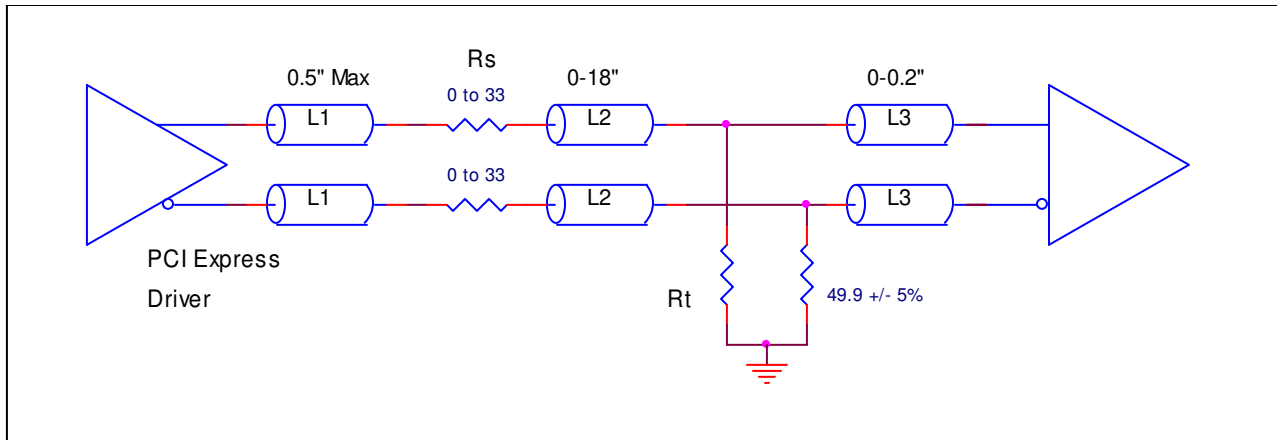 Rs
0.5" Max
0-18"
0-0.2"
0 to 33
L1
L2
L3
0 to 33
L1
L2
L3
PCI Express
Driver
Rt
49.9 +/- 5%